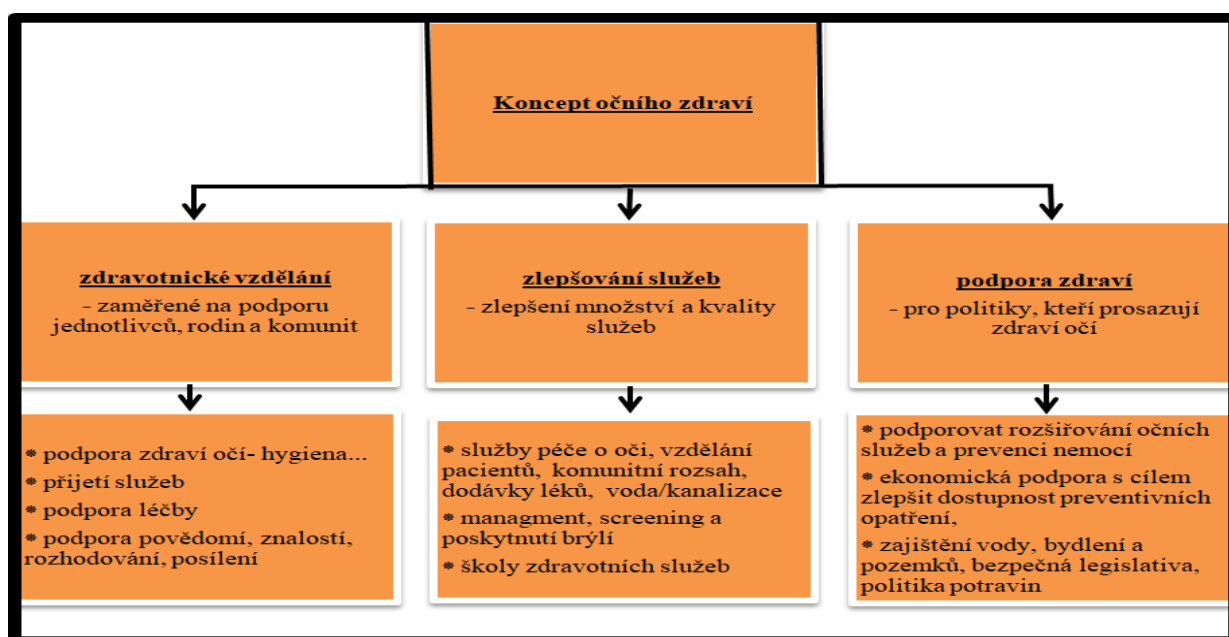 Koncept očního zdraví
zdravotnické vzdělání
- zaměřené na podporu
jednotlivců, rodin a komunit
zlepšování služeb
- zlepšení množství a kvality
služeb
podpora zdraví
- pro politiky, kteří prosazují
zdraví očí
* podpora zdraví očí- hygiena...
* přijetí služeb
* podpora léčby
* podpora povědomí, znalostí,
rozhodování, posílení
* služby péče o oči, vzdělání
pacientů, komunitní rozsah,
dodávky léků, voda/kanalizace
* managment, screening a
poskytnutí brýlí
* školy zdravotních služeb
* podporovat rozšiřování očních
služeb a prevenci nemocí
* ekonomická podpora s cílem
zlepšit dostupnost preventivních
opatření,
* zajištění vody, bydlení a
pozemků, bezpečná legislativa,
politika potravin